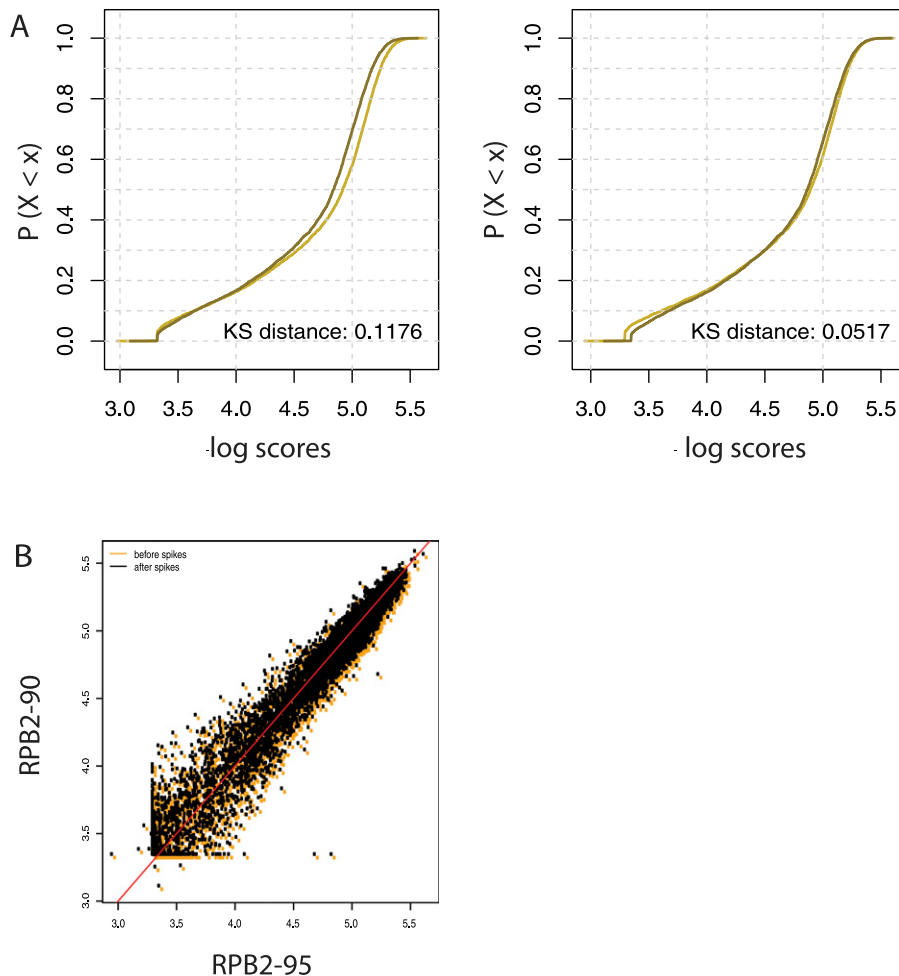 A
P (X < x)
0.0 0.2 0.4 0.6 0.8 1.0
KS distance: 0.1176
3.0 3.5 4.0 4.5 5.0 5.5
-log scores
P (X < x)
0.0 0.2 0.4 0.6 0.8 1.0
KS distance: 0.0517
3.0 3.5 4.0 4.5 5.0 5.5
- log scores
B
before spikes
after spikes
RPB2-90
3.0 3.5 4.0 4.5 5.0 5.5
3.0 3.5 4.0 4.5 5.0 5.5
RPB2-95